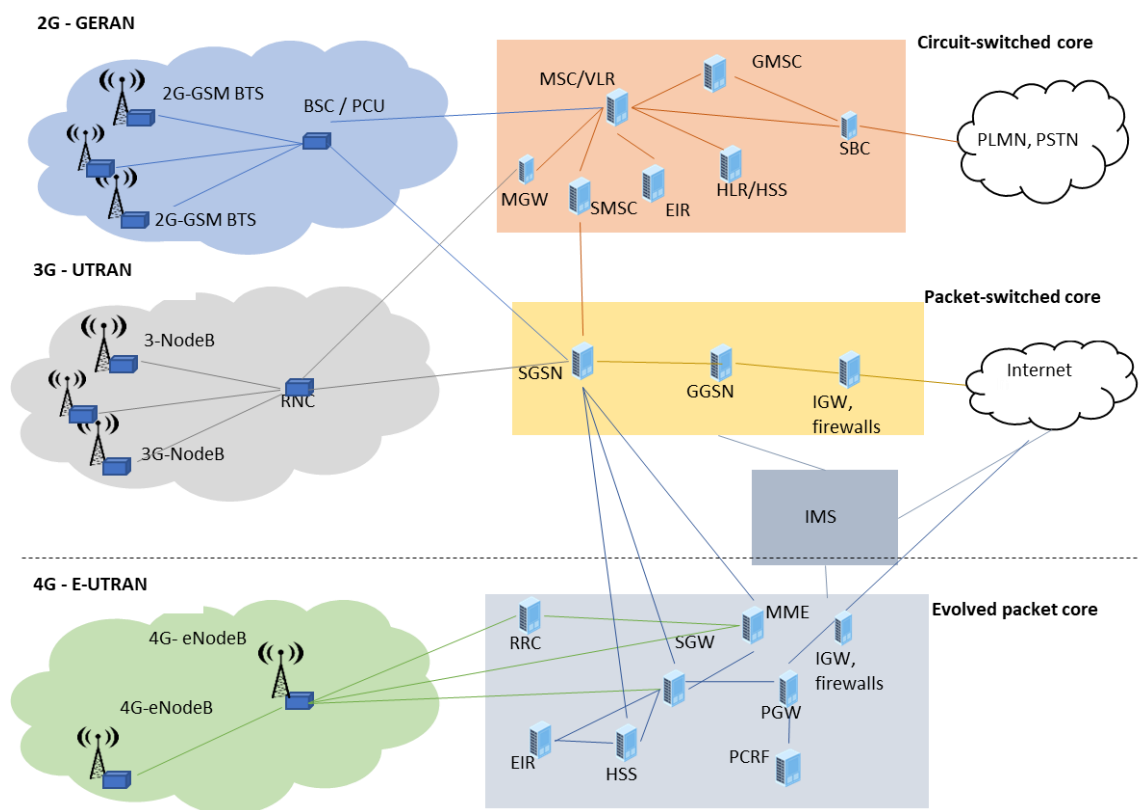 2G - GERAN
Circuit-switched core
GMSC
MSC/VLR
2G-GSM BTS
BSC / PCU
PLMN, PSTN
SBC
MGW
SMSC
EIR
HLR/HSS
2G-GSM BTS
3G - UTRAN
Packet-switched core
3-NodeB
SGSN
GGSN
IGW,
firewalls
Internet
RNC
3G-NodeB
IMS
4G - E-UTRAN
Evolved packet core
4G- eNodeB
RRC
SGW
MME
IGW,
firewalls
4G-eNodeB
PGW
EIR
HSS
PCRF